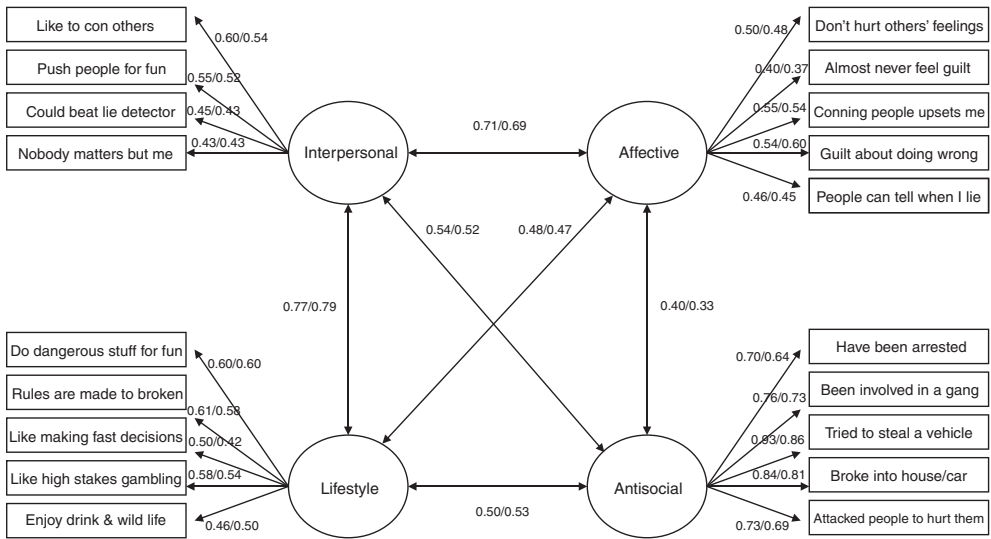 Like to con others
Push people for fun
Could beat lie detector
Nobody matters but me
0.60/0.54
0.55/0.52
0.45/0.43
0.43/0.43
Interpersonal
0.71/0.69
Affective
0.50/0.48
0.40/0.37
0.55/0.54
0.54/0.60
0.46/0.45
Don't hurt others' feelings
Almost never feel guilt
Conning people upsets me
Guilt about doing wrong
People can tell when I lie
0.54/0.52
0.48/0.47
0.77/0.79
0.40/0.33
Do dangerous stuff for fun
Rules are made to broken
Like making fast decisions
Like high stakes gambling
Enjoy drink & wild life
0.60/0.60
0.61/0.58
0.50/0.42
0.58/0.54
0.46/0.50
Lifestyle
0.50/0.53
Antisocial
0.70/0.64
0.76/0.73
0.93/0.86
0.84/0.81
0.73/0.69
Have been arrested
Been involved in a gang
Tried to steal a vehicle
Broke into house/car
Attacked people to hurt them